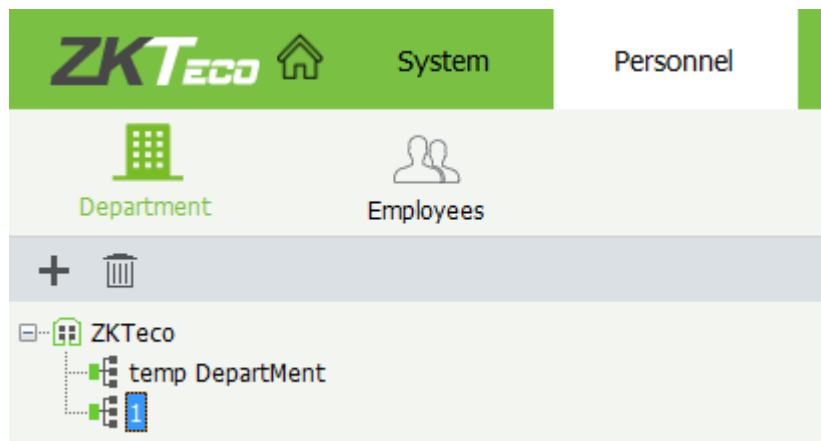 ZKTeco System Personnel
Department Employees
ZKTeco
temp DepartMent
1